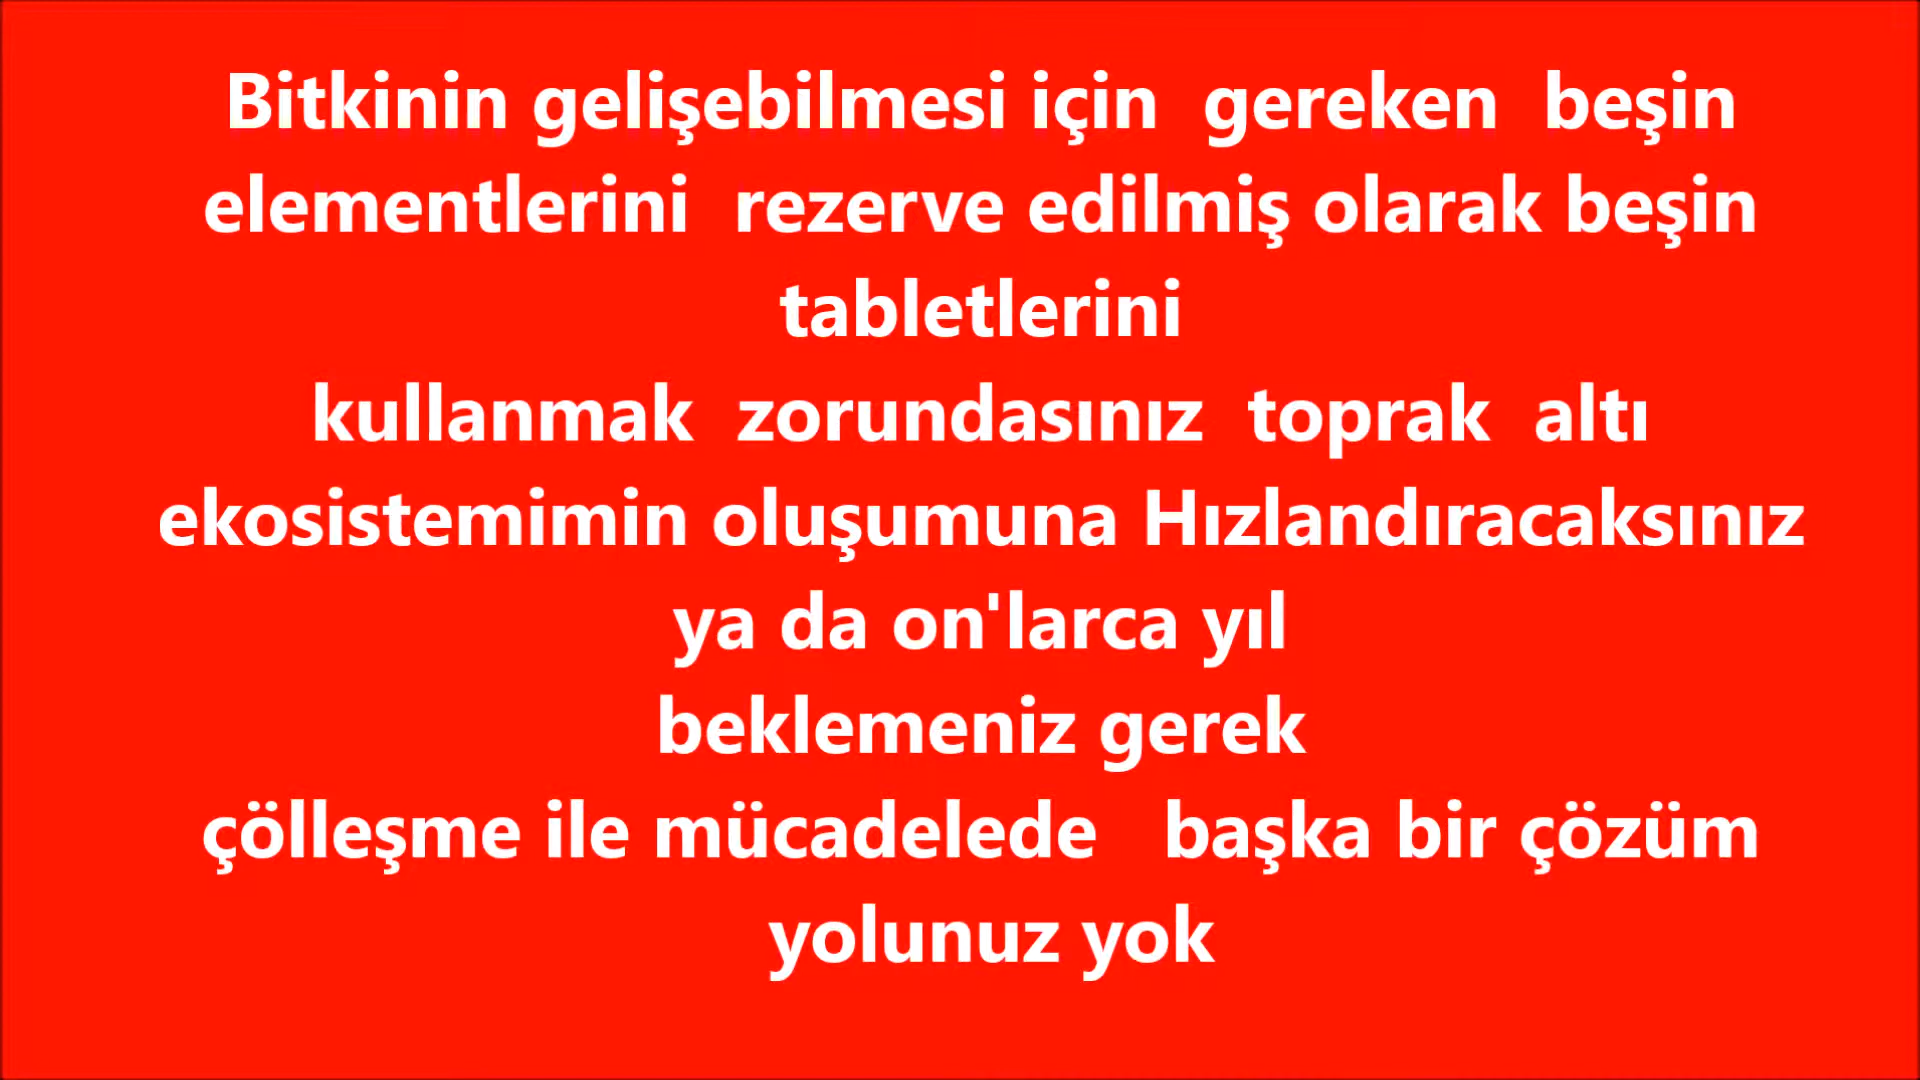 Bitkinin gelişebilmesi için gereken beşin
elementlerini rezerve edilmiş olarak beşin
tabletlerini
kullanmak zorundasınız toprak altı
ekosistemimin oluşumuna Hızlandıracaksınız
ya da on'larca yıl
beklemeniz gerek
çölleşme ile mücadelede başka bir çözüm
yolunuz yok